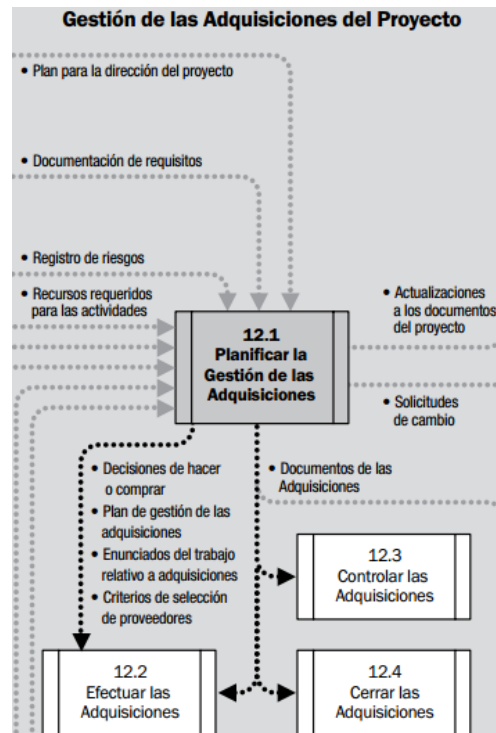 Gestión de las Adquisiciones del Proyecto
• Plan para la dirección del proyecto
• Documentación de requisitos
• Registro de riesgos
• Recursos requeridos
para las actividades
12.1
Planificar la
Gestión de las
Adquisiciones
• Actualizaciones
a los documentos
del proyecto
• Solicitudes
de cambio
• Decisiones de hacer
o comprar
• Plan de gestión de las
adquisiciones
• Enunciados del trabajo
relativo a adquisiciones
• Criterios de selección
de proveedores
• Documentos de las
Adquisiciones
12.3
Controlar las
Adquisiciones
12.2
Efectuar las
Adquisiciones
12.4
Cerrar las
Adquisiciones